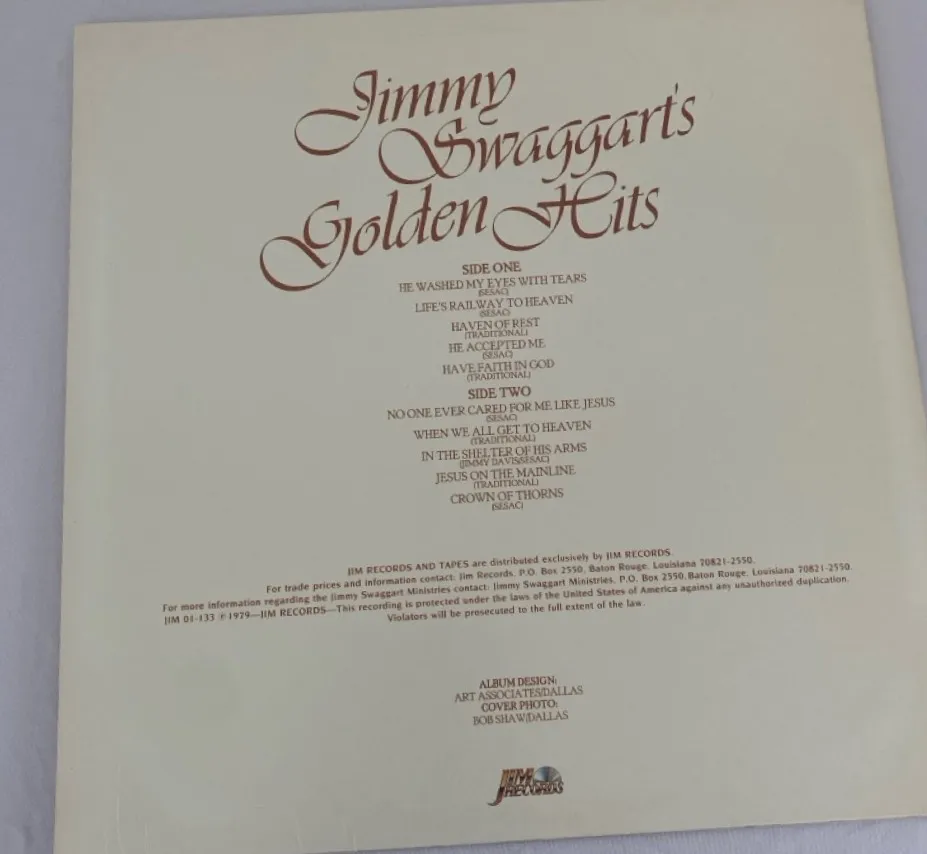 Jimmy
Swaggart's
Golden Hits
SIDE ONE
HE WASHED MY EYES WITH TEARS
(SESAC)
LIFE'S RAILWAY TO HEAVEN
(SESAC)
HAVEN OF REST
(TRADITIONAL)
HE ACCEPTED ME
(SESAC)
HAVE FAITH IN GOD
(TRADITIONAL)
SIDE TWO
NO ONE EVER CARED FOR ME LIKE JESUS
(SESAC)
WHEN WE ALL GET TO HEAVEN
(TRADITIONAL)
IN THE SHELTER OF HIS ARMS
(JIMMY DAVIS/SESAC)
JESUS ON THE MAINLINE
(TRADITIONAL)
CROWN OF THORNS
(SESAC)
JIM RECORDS AND TAPES are distributed exclusively by JIM RECORDS.
For trade prices and information contact: Jim Records, P.O. Box 2550, Baton Rouge, Louisiana 70821-2550.
For more information regarding the Jimmy Swaggart Ministries contact: Jimmy Swaggart Ministries, P.O. Box 2550, Baton Rouge, Louisiana 70821-2550.
JIM 01-133 ℗1979—JIM RECORDS—This recording is protected under the laws of the United States of America against any unauthorized duplication.
Violators will be prosecuted to the full extent of the law.
ALBUM DESIGN:
ART ASSOCIATES/DALLAS
COVER PHOTO:
BOB SHAW/DALLAS
JIM
RECORDS